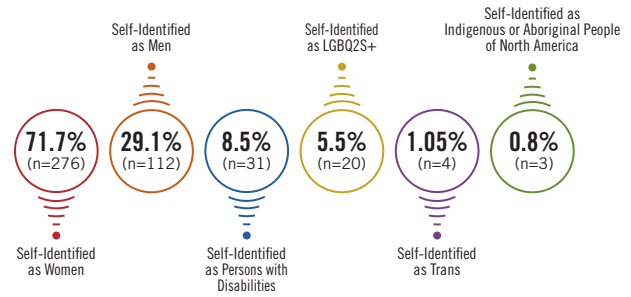 Self-Identified
as Men
Self-Identified
as LGBQ2S+
Self-Identified as
Indigenous or Aboriginal People
of North America
71.7%
(n=276)
29.1%
(n=112)
8.5%
(n=31)
5.5%
(n=20)
1.05%
(n=4)
0.8%
(n=3)
Self-Identified
as Women
Self-Identified
as Persons with
Disabilities
Self-Identified
as Trans